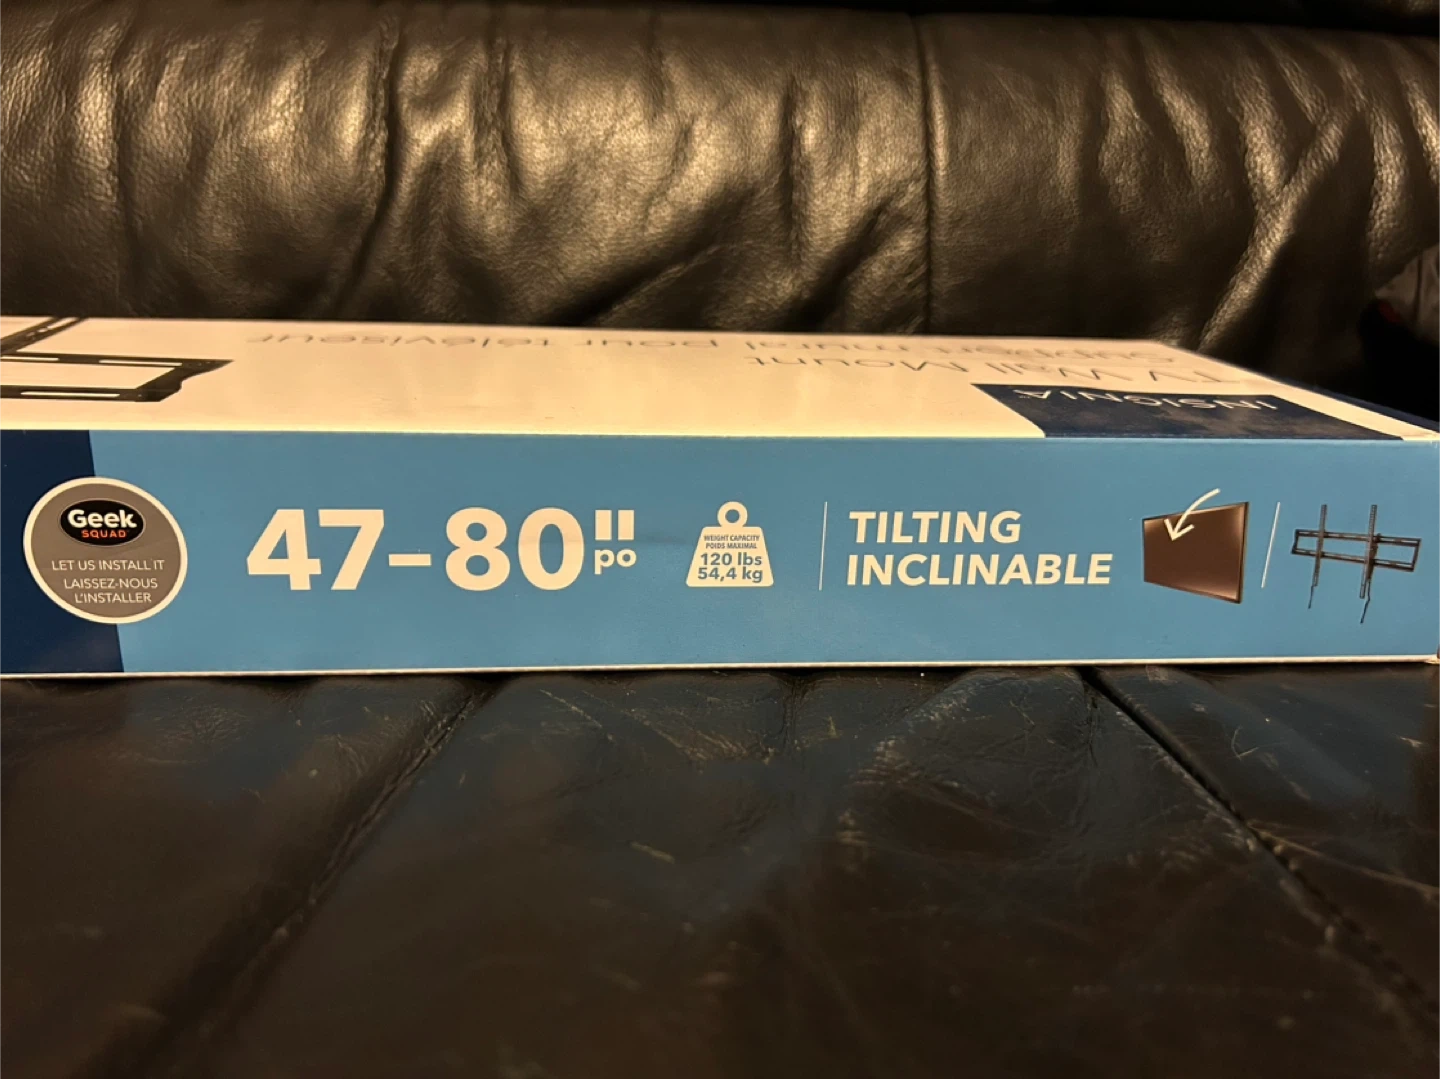 Support mural pour téléviseur
TV Wall Mount
INSIGNIA™
Geek
SQUAD
LET US INSTALL IT
LAISSEZ-NOUS
L'INSTALLER
47-80"
po
WEIGHT CAPACITY
POIDS MAXIMAL
120 lbs
54,4 kg
TILTING
INCLINABLE